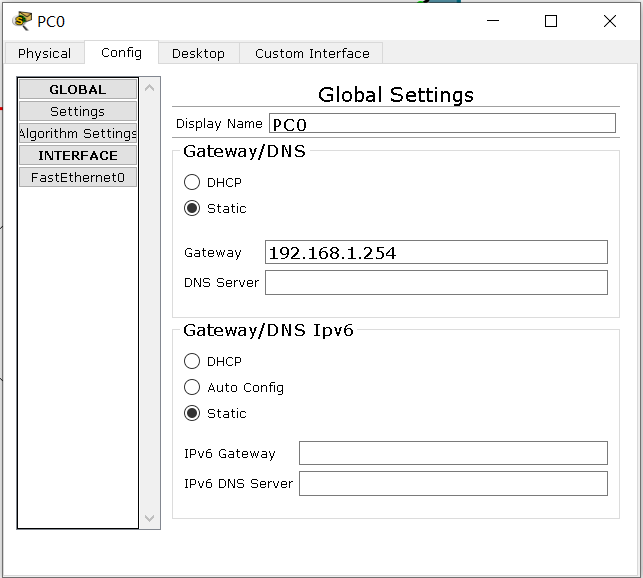 PC0
Physical Config Desktop Custom Interface
GLOBAL
Settings
Algorithm Settings
INTERFACE
FastEthernet0
Global Settings
Display Name PC0
Gateway/DNS
DHCP
Static
Gateway 192.168.1.254
DNS Server
Gateway/DNS Ipv6
DHCP
Auto Config
Static
IPv6 Gateway
IPv6 DNS Server